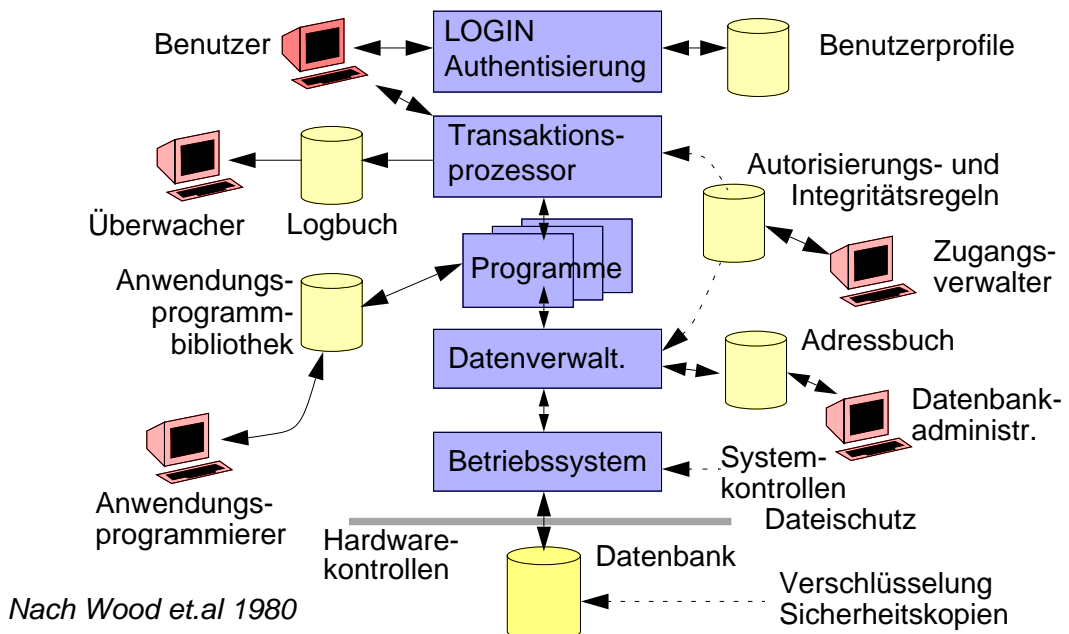 Benutzer
LOGIN
Authentisierung
Benutzerprofile
Transaktions-
prozessor
Autorisierungs- und
Integritätsregeln
Überwacher
Logbuch
Programme
Zugangs-
verwalter
Anwendungs-
programm-
bibliothek
Datenverwalt.
Adressbuch
Datenbank-
administr.
Betriebssystem
System-
kontrollen
Dateischutz
Anwendungs-
programmierer
Hardware-
kontrollen
Datenbank
Verschlüsselung
Sicherheitskopien
Nach Wood et.al 1980